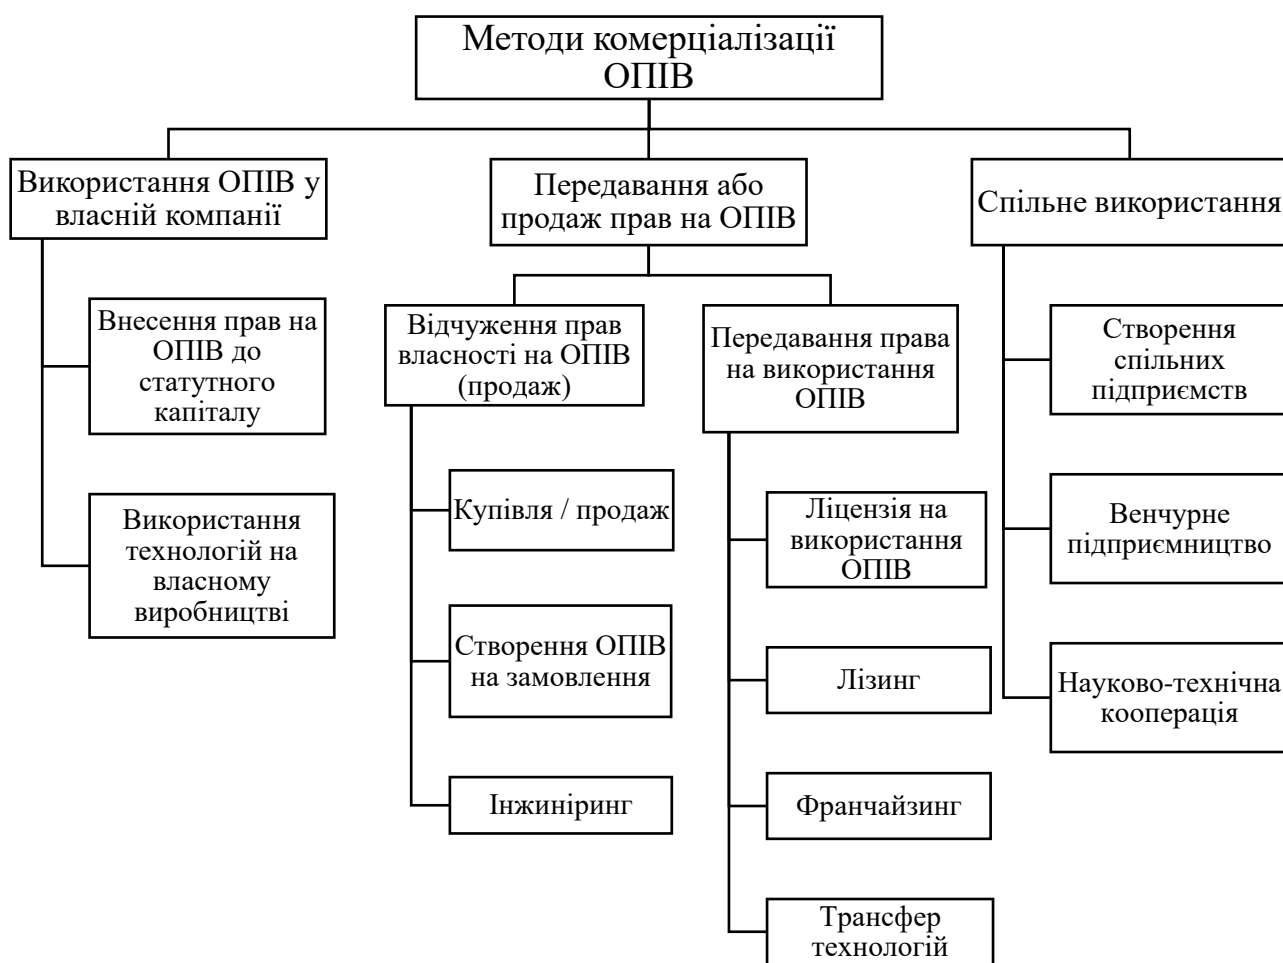 Методи комерціалізації
ОПІВ
Використання ОПІВ у
власній компанії
Передавання або
продаж прав на ОПІВ
Спільне використання
Внесення прав на
ОПІВ до
статутного
капіталу
Використання
технологій на
власному
виробництві
Відчуження прав
власності на ОПІВ
(продаж)
Купівля / продаж
Створення ОПІВ
на замовлення
Інжиніринг
Передавання права
на використання
ОПІВ
Ліцензія на
використання
ОПІВ
Лізинг
Франчайзинг
Трансфер
технологій
Створення
спільних
підприємств
Венчурне
підприємництво
Науково-технічна
кооперація